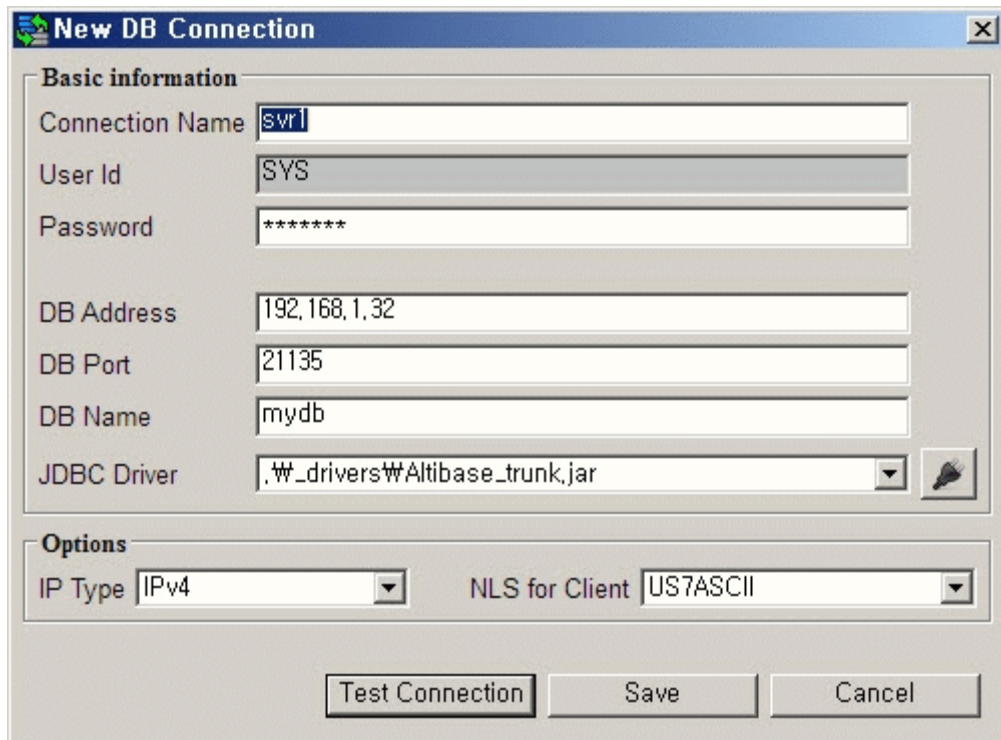 New DB Connection
Basic information
Connection Name svr1
User Id SYS
Password *******
DB Address 192.168.1.32
DB Port 21135
DB Name mydb
JDBC Driver .₩_drivers₩Altibase_trunk.jar
Options
IP Type IPv4 NLS for Client US7ASCII
Test Connection Save Cancel